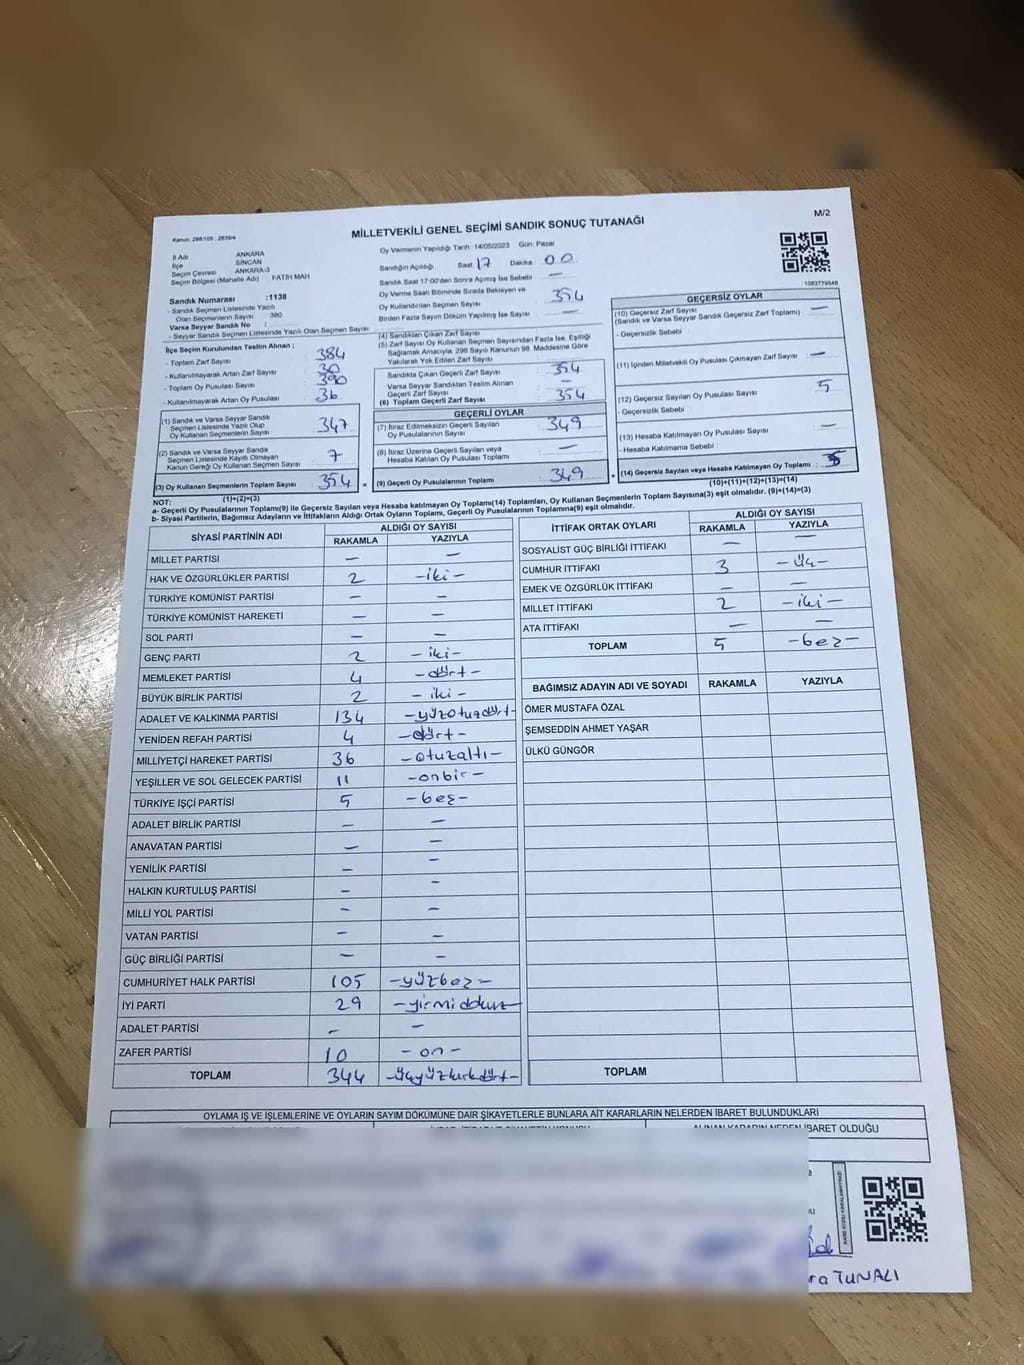 M/2
MİLLETVEKİLİ GENEL SEÇİMİ SANDIK SONUÇ TUTANAĞI
Kanun: 298/105 , 2839/4
İl Adı ANKARA
İlçe SİNCAN
Seçim Çevresi ANKARA-3
Seçim Bölgesi (Mahalle Adı) FATİH MAH
Sandık Numarası :1138
- Sandık Seçmen Listesinde Yazılı
Olan Seçmenlerin Sayısı 380
Varsa Seyyar Sandık No :
- Seyyar Sandık Seçmen Listesinde Yazılı Olan Seçmen Sayısı:
İlçe Seçim Kurulundan Teslim Alınan ;
- Toplam Zarf Sayısı 384
- Kullanılmayarak Artan Zarf Sayısı 30
- Toplam Oy Pusulası Sayısı 390
- Kullanılmayarak Artan Oy Pusulası 36
(1) Sandık ve Varsa Seyyar Sandık
Seçmen Listesinde Yazılı Olup
Oy Kullanan Seçmenlerin Sayısı 347
(2) Sandık ve Varsa Seyyar Sandık
Seçmen Listesinde Kayıtlı Olmayan
Kanun Gereği Oy Kullanan Seçmen Sayısı 7
(3) Oy Kullanan Seçmenlerin Toplam Sayısı 354 =
(1)+(2)=(3)
Oy Vermenin Yapıldığı Tarih :14/05/2023 Gün: Pazar
Sandığın Açıldığı Saat 17 Dakika 00
Sandık Saat 17:00'den Sonra Açılmış İse Sebebi —
Oy Verme Saati Bitiminde Sırada Bekleyen ve
Oy Kullandırılan Seçmen Sayısı 354
Birden Fazla Sayım Döküm Yapılmış İse Sayısı —
(4) Sandıktan Çıkan Zarf Sayısı
(5) Zarf Sayısı Oy Kullanan Seçmen Sayısından Fazla İse, Eşitliği
Sağlamak Amacıyla, 298 Sayılı Kanunun 98. Maddesine Göre
Yakılarak Yok Edilen Zarf Sayısı
Sandıkta Çıkan Geçerli Zarf Sayısı 354
Varsa Seyyar Sandıktan Teslim Alınan
Geçerli Zarf Sayısı —
(6) Toplam Geçerli Zarf Sayısı 354
GEÇERLİ OYLAR
(7) İtiraz Edilmeksizin Geçerli Sayılan
Oy Pusulalarının Sayısı 349
(8) İtiraz Üzerine Geçerli Sayılan veya
Hesaba Katılan Oy Pusulası Toplamı —
(9) Geçerli Oy Pusulalarının Toplamı 349 +
1083779548
GEÇERSİZ OYLAR
(10) Geçersiz Zarf Sayısı —
(Sandık ve Varsa Seyyar Sandık Geçersiz Zarf Toplamı)
- Geçersizlik Sebebi :
(11) İçinden Milletvekili Oy Pusulası Çıkmayan Zarf Sayısı —
(12) Geçersiz Sayılan Oy Pusulası Sayısı 5
- Geçersizlik Sebebi :
(13) Hesaba Katılmayan Oy Pusulası Sayısı —
- Hesaba Katılmama Sebebi :
(14) Geçersiz Sayılan veya Hesaba Katılmayan Oy Toplamı : 5
(10)+(11)+(12)+(13)=(14)
NOT:
a- Geçerli Oy Pusulalarının Toplamı(9) ile Geçersiz Sayılan veya Hesaba Katılmayan Oy Toplamı(14) Toplamları, Oy Kullanan Seçmenlerin Toplam Sayısına(3) eşit olmalıdır. (9)+(14)=(3)
b- Siyasi Partilerin, Bağımsız Adayların ve İttifakların Aldığı Ortak Oyların Toplamı, Geçerli Oy Pusulalarının Toplamına(9) eşit olmalıdır.
SİYASİ PARTİNİN ADI ALDIĞI OY SAYISI
RAKAMLA YAZIYLA
MİLLET PARTİSİ — —
HAK VE ÖZGÜRLÜKLER PARTİSİ 2 -iki-
TÜRKİYE KOMÜNİST PARTİSİ — —
TÜRKİYE KOMÜNİST HAREKETİ — —
SOL PARTİ — —
GENÇ PARTİ 2 -iki-
MEMLEKET PARTİSİ 4 -dört-
BÜYÜK BİRLİK PARTİSİ 2 -iki-
ADALET VE KALKINMA PARTİSİ 134 -yüzotuzdört-
YENİDEN REFAH PARTİSİ 4 -dört-
MİLLİYETÇİ HAREKET PARTİSİ 36 -otuzaltı-
YEŞİLLER VE SOL GELECEK PARTİSİ 11 -onbir-
TÜRKİYE İŞÇİ PARTİSİ 5 -beş-
ADALET BİRLİK PARTİSİ — —
ANAVATAN PARTİSİ — —
YENİLİK PARTİSİ — —
HALKIN KURTULUŞ PARTİSİ — —
MİLLİ YOL PARTİSİ — —
VATAN PARTİSİ — —
GÜÇ BİRLİĞİ PARTİSİ — —
CUMHURİYET HALK PARTİSİ 105 -yüzbeş-
İYİ PARTİ 29 -yirmidokuz-
ADALET PARTİSİ — —
ZAFER PARTİSİ 10 -on-
TOPLAM 344 -üçyüzkırkdört-
İTTİFAK ORTAK OYLARI ALDIĞI OY SAYISI
RAKAMLA YAZIYLA
SOSYALİST GÜÇ BİRLİĞİ İTTİFAKI — —
CUMHUR İTTİFAKI 3 -üç-
EMEK VE ÖZGÜRLÜK İTTİFAKI — —
MİLLET İTTİFAKI 2 -iki-
ATA İTTİFAKI — —
TOPLAM 5 -beş-
BAĞIMSIZ ADAYIN ADI VE SOYADI RAKAMLA YAZIYLA
ÖMER MUSTAFA ÖZAL
ŞEMSEDDİN AHMET YAŞAR
ÜLKÜ GÜNGÖR
TOPLAM
OYLAMA İŞ VE İŞLEMLERİNE VE OYLARIN SAYIM DÖKÜMÜNE DAİR ŞİKAYETLERLE BUNLARA AİT KARARLARIN NELERDEN İBARET BULUNDUKLARI
ALINAN KARARIN NEDEN İBARET OLDUĞU
TUNALI